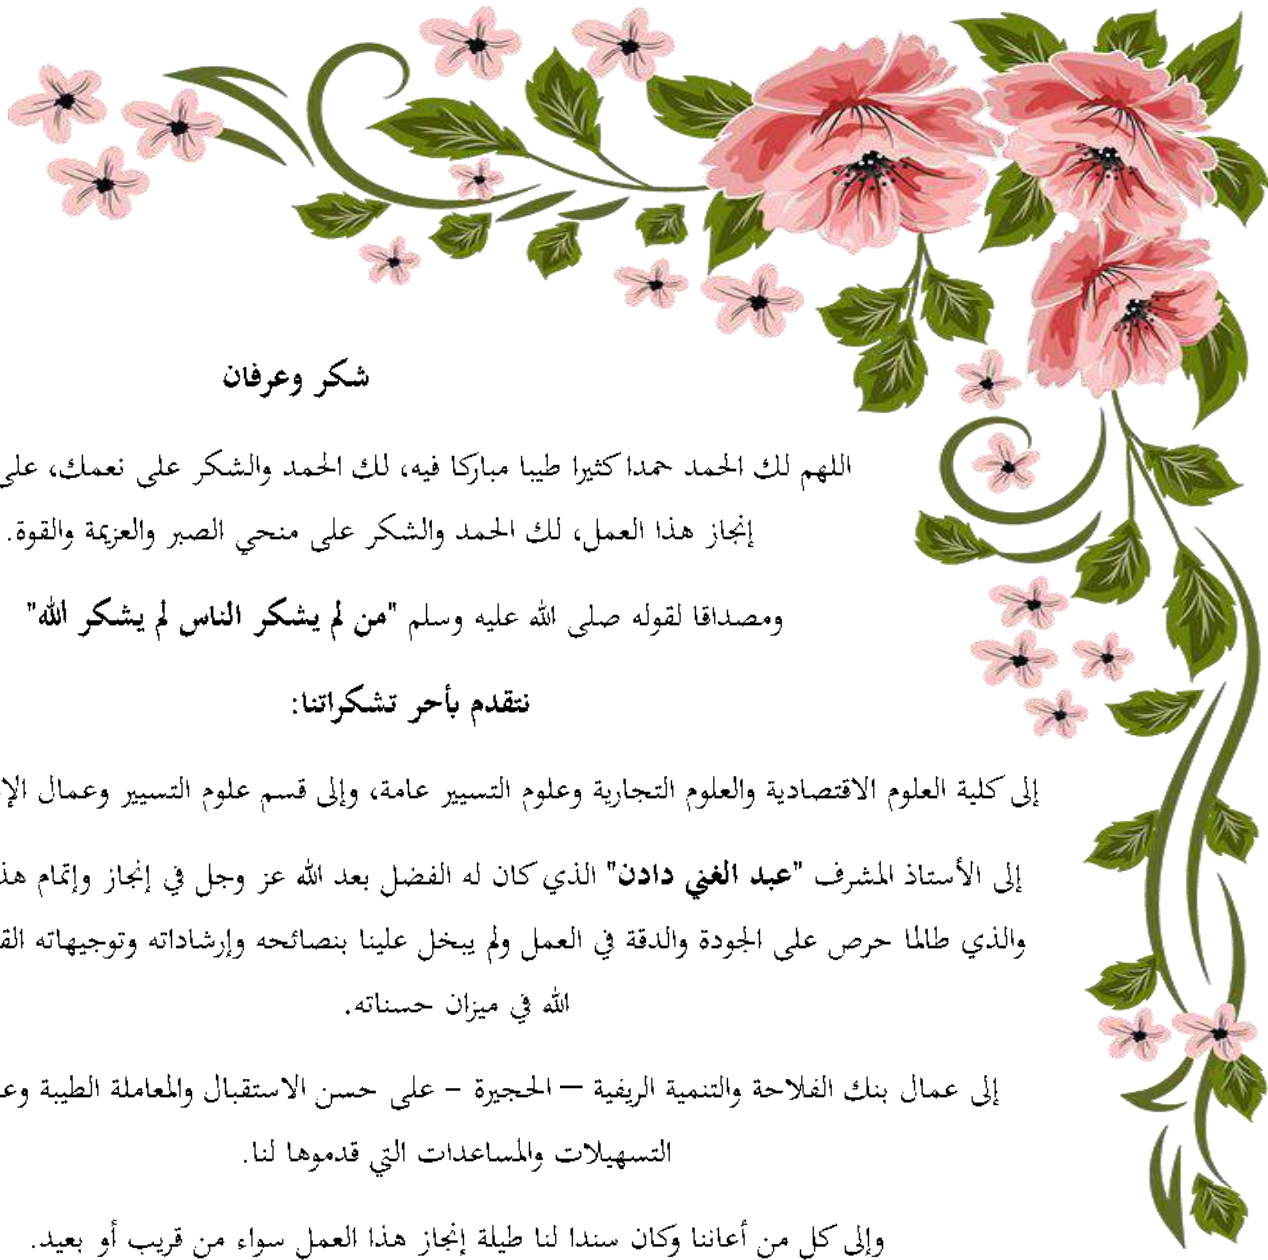 شكر وعرفان
اللهم لك الحمد حمدا كثيرا طيبا مباركا فيه، لك الحمد والشكر على نعمك، على
إنجاز هذا العمل، لك الحمد والشكر على منحي الصبر والعزيمة والقوة.
ومصداقا لقوله صلى الله عليه وسلم "من لم يشكر الناس لم يشكر الله"
نتقدم بأحر تشكراتنا:
إلى كلية العلوم الاقتصادية والعلوم التجارية وعلوم التسيير عامة، وإلى قسم علوم التسيير وعمال
إلى الأستاذ المشرف "عبد الغني دادن" الذي كان له الفضل بعد الله عز وجل في إنجاز وإتمام
والذي طالما حرص على الجودة والدقة في العمل ولم يبخل علينا بنصائحه وإرشاداته وتوجيهاته
الله في ميزان حسناته.
إلى عمال بنك الفلاحة والتنمية الريفية – الحجيرة – على حسن الاستقبال والمعاملة الطيبة
التسهيلات والمساعدات التي قدموها لنا.
وإلى كل من أعاننا وكان سندا لنا طيلة إنجاز هذا العمل سواء من قريب أو بعيد.